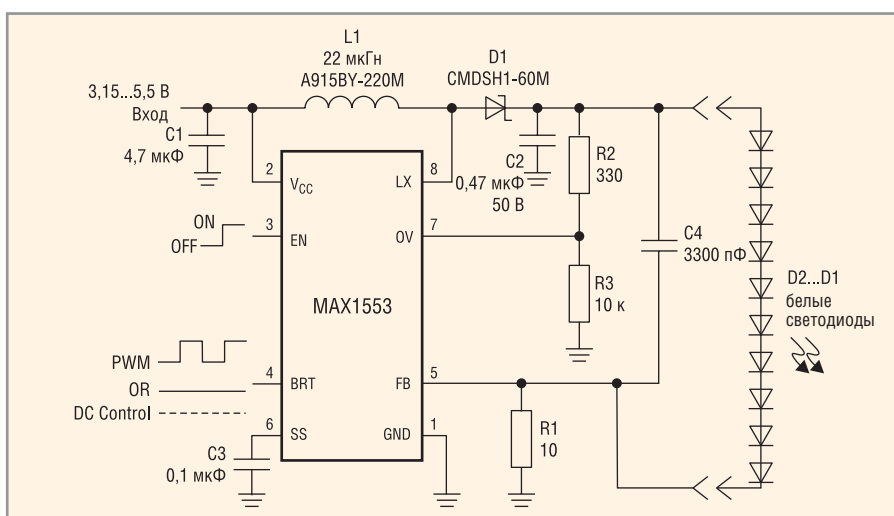 L1
22 мкГн
A915BY-220M
D1
CMDSH1-60M
3,15...5,5 В
Вход
C1
4,7 мкФ
C2
0,47 мкФ
50 В
R2
330
2
VCC
8
LX
ON
OFF
3
EN
7
OV
C4
3300 пФ
R3
10 к
D2...D1
белые
светодиоды
MAX1553
PWM
OR
DC Control
4
BRT
5
FB
6
SS
1
GND
C3
0,1 мкФ
R1
10